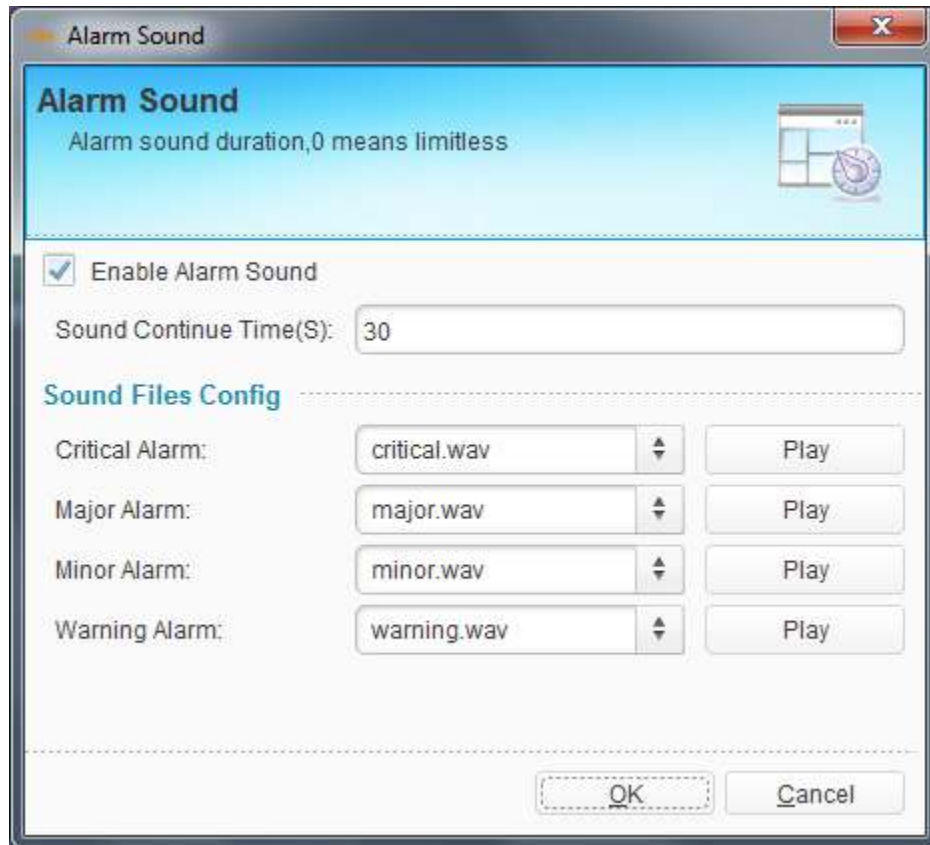 Alarm Sound
Alarm Sound
Alarm sound duration,0 means limitless
Enable Alarm Sound
Sound Continue Time(S): 30
Sound Files Config
Critical Alarm: critical.wav Play
Major Alarm: major.wav Play
Minor Alarm: minor.wav Play
Warning Alarm: warning.wav Play
OK Cancel